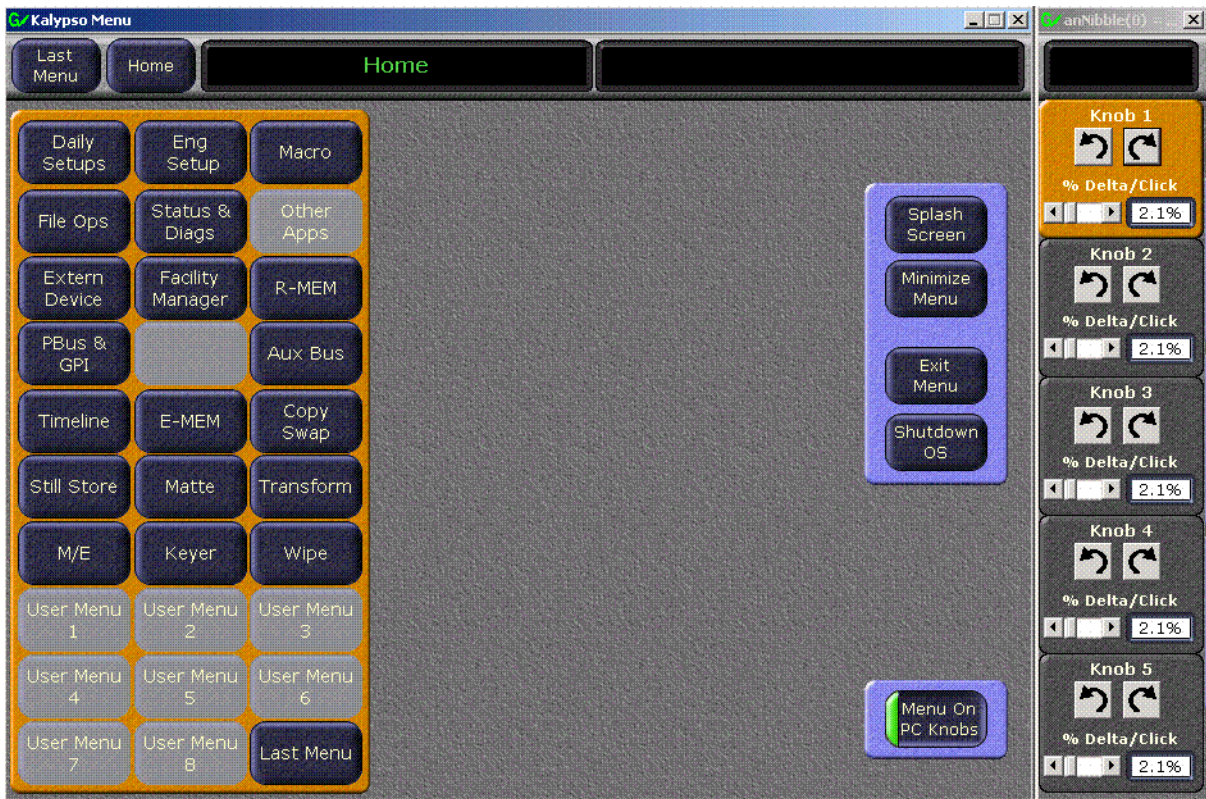 Kalypso Menu
Last
Menu
Home
Home
Daily
Setups
Eng
Setup
Macro
File Ops
Status &
Diags
Other
Apps
Extern
Device
Facility
Manager
R-MEM
PBus &
GPI
Aux Bus
Timeline
E-MEM
Copy
Swap
Still Store
Matte
Transform
M/E
Keyer
Wipe
User Menu
1
User Menu
2
User Menu
3
User Menu
4
User Menu
5
User Menu
6
User Menu
7
User Menu
8
Last Menu
Splash
Screen
Minimize
Menu
Exit
Menu
Shutdown
OS
Menu On
PC Knobs
anNibble(0) = ...
Knob 1
% Delta/Click
2.1%
Knob 2
% Delta/Click
2.1%
Knob 3
% Delta/Click
2.1%
Knob 4
% Delta/Click
2.1%
Knob 5
% Delta/Click
2.1%